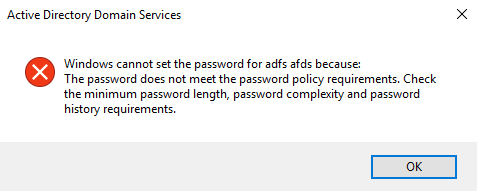 Active Directory Domain Services
Windows cannot set the password for adfs afds because:
The password does not meet the password policy requirements. Check
the minimum password length, password complexity and password
history requirements.
OK